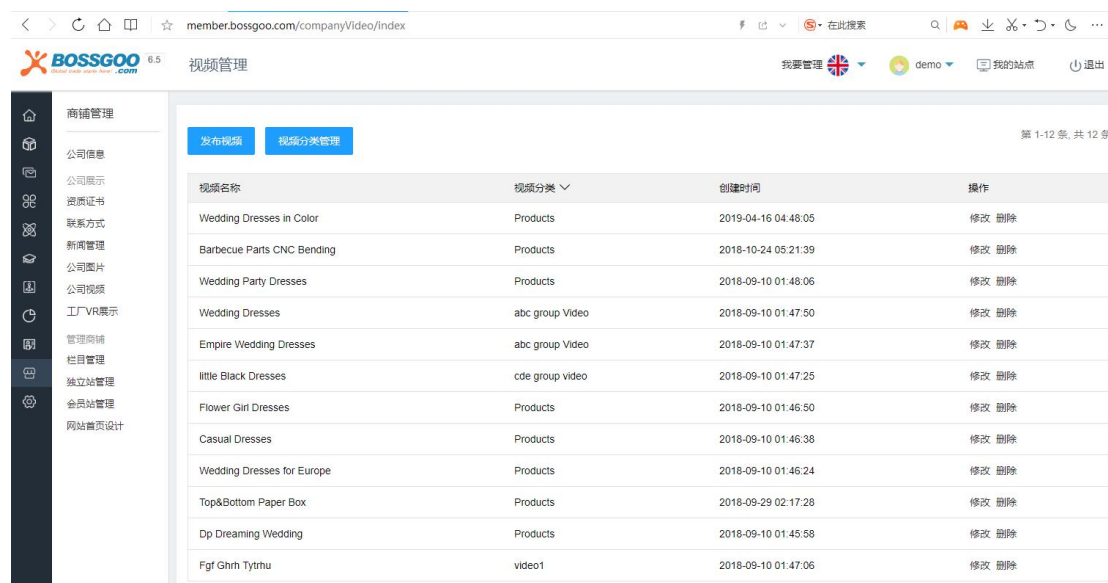 member.bossgoo.com/companyVideo/index
在此搜索
BOSSGOO
Global trade starts here! .com
6.5
视频管理
我要管理
demo
我的站点
退出
商铺管理
公司信息
公司展示
资质证书
联系方式
新闻管理
公司图片
公司视频
工厂VR展示
管理商铺
栏目管理
独立站管理
会员站管理
网站首页设计
发布视频 视频分类管理
第 1-12 条, 共 12 条
视频名称 视频分类 创建时间 操作
Wedding Dresses in Color Products 2019-04-16 04:48:05 修改 删除
Barbecue Parts CNC Bending Products 2018-10-24 05:21:39 修改 删除
Wedding Party Dresses Products 2018-09-10 01:48:06 修改 删除
Wedding Dresses abc group Video 2018-09-10 01:47:50 修改 删除
Empire Wedding Dresses abc group Video 2018-09-10 01:47:37 修改 删除
little Black Dresses cde group video 2018-09-10 01:47:25 修改 删除
Flower Girl Dresses Products 2018-09-10 01:46:50 修改 删除
Casual Dresses Products 2018-09-10 01:46:38 修改 删除
Wedding Dresses for Europe Products 2018-09-10 01:46:24 修改 删除
Top&Bottom Paper Box Products 2018-09-29 02:17:28 修改 删除
Dp Dreaming Wedding Products 2018-09-10 01:45:58 修改 删除
Fgf Ghrh Tytrhu video1 2018-09-10 01:47:06 修改 删除